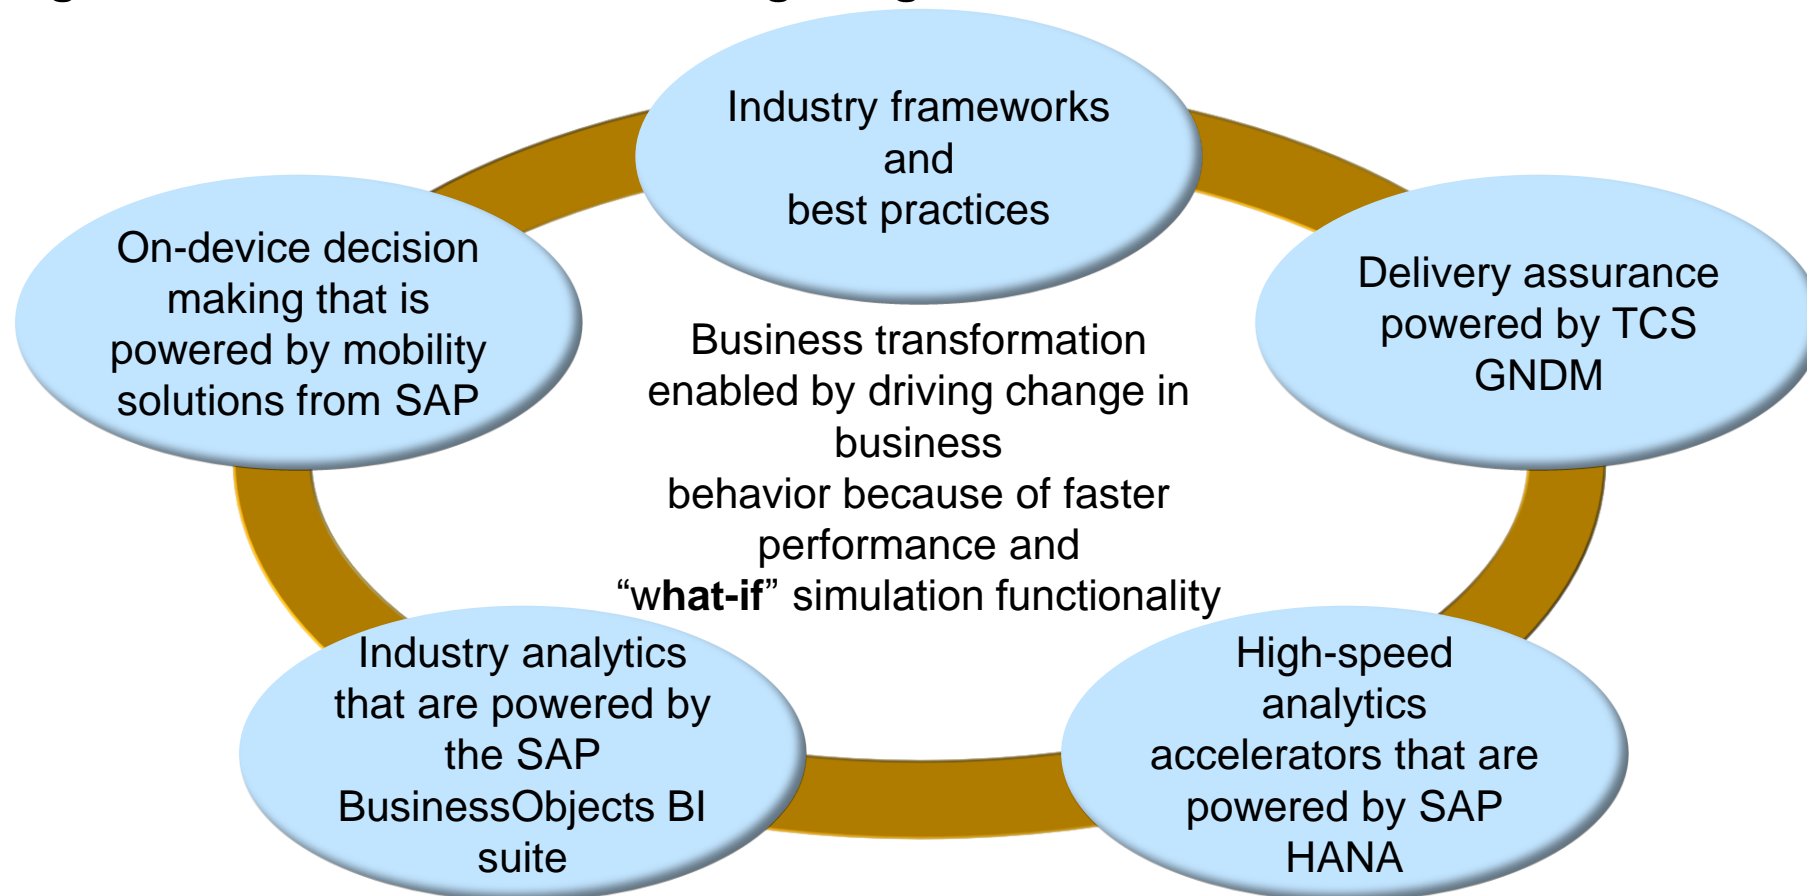 Industry frameworks
and
best practices
On-device decision
making that is
powered by mobility
solutions from SAP
Delivery assurance
powered by TCS
GNDM
Business transformation
enabled by driving change in
business
behavior because of faster
performance and
“what-if” simulation functionality
Industry analytics
that are powered by
the SAP
BusinessObjects BI
suite
High-speed
analytics
accelerators that are
powered by SAP
HANA